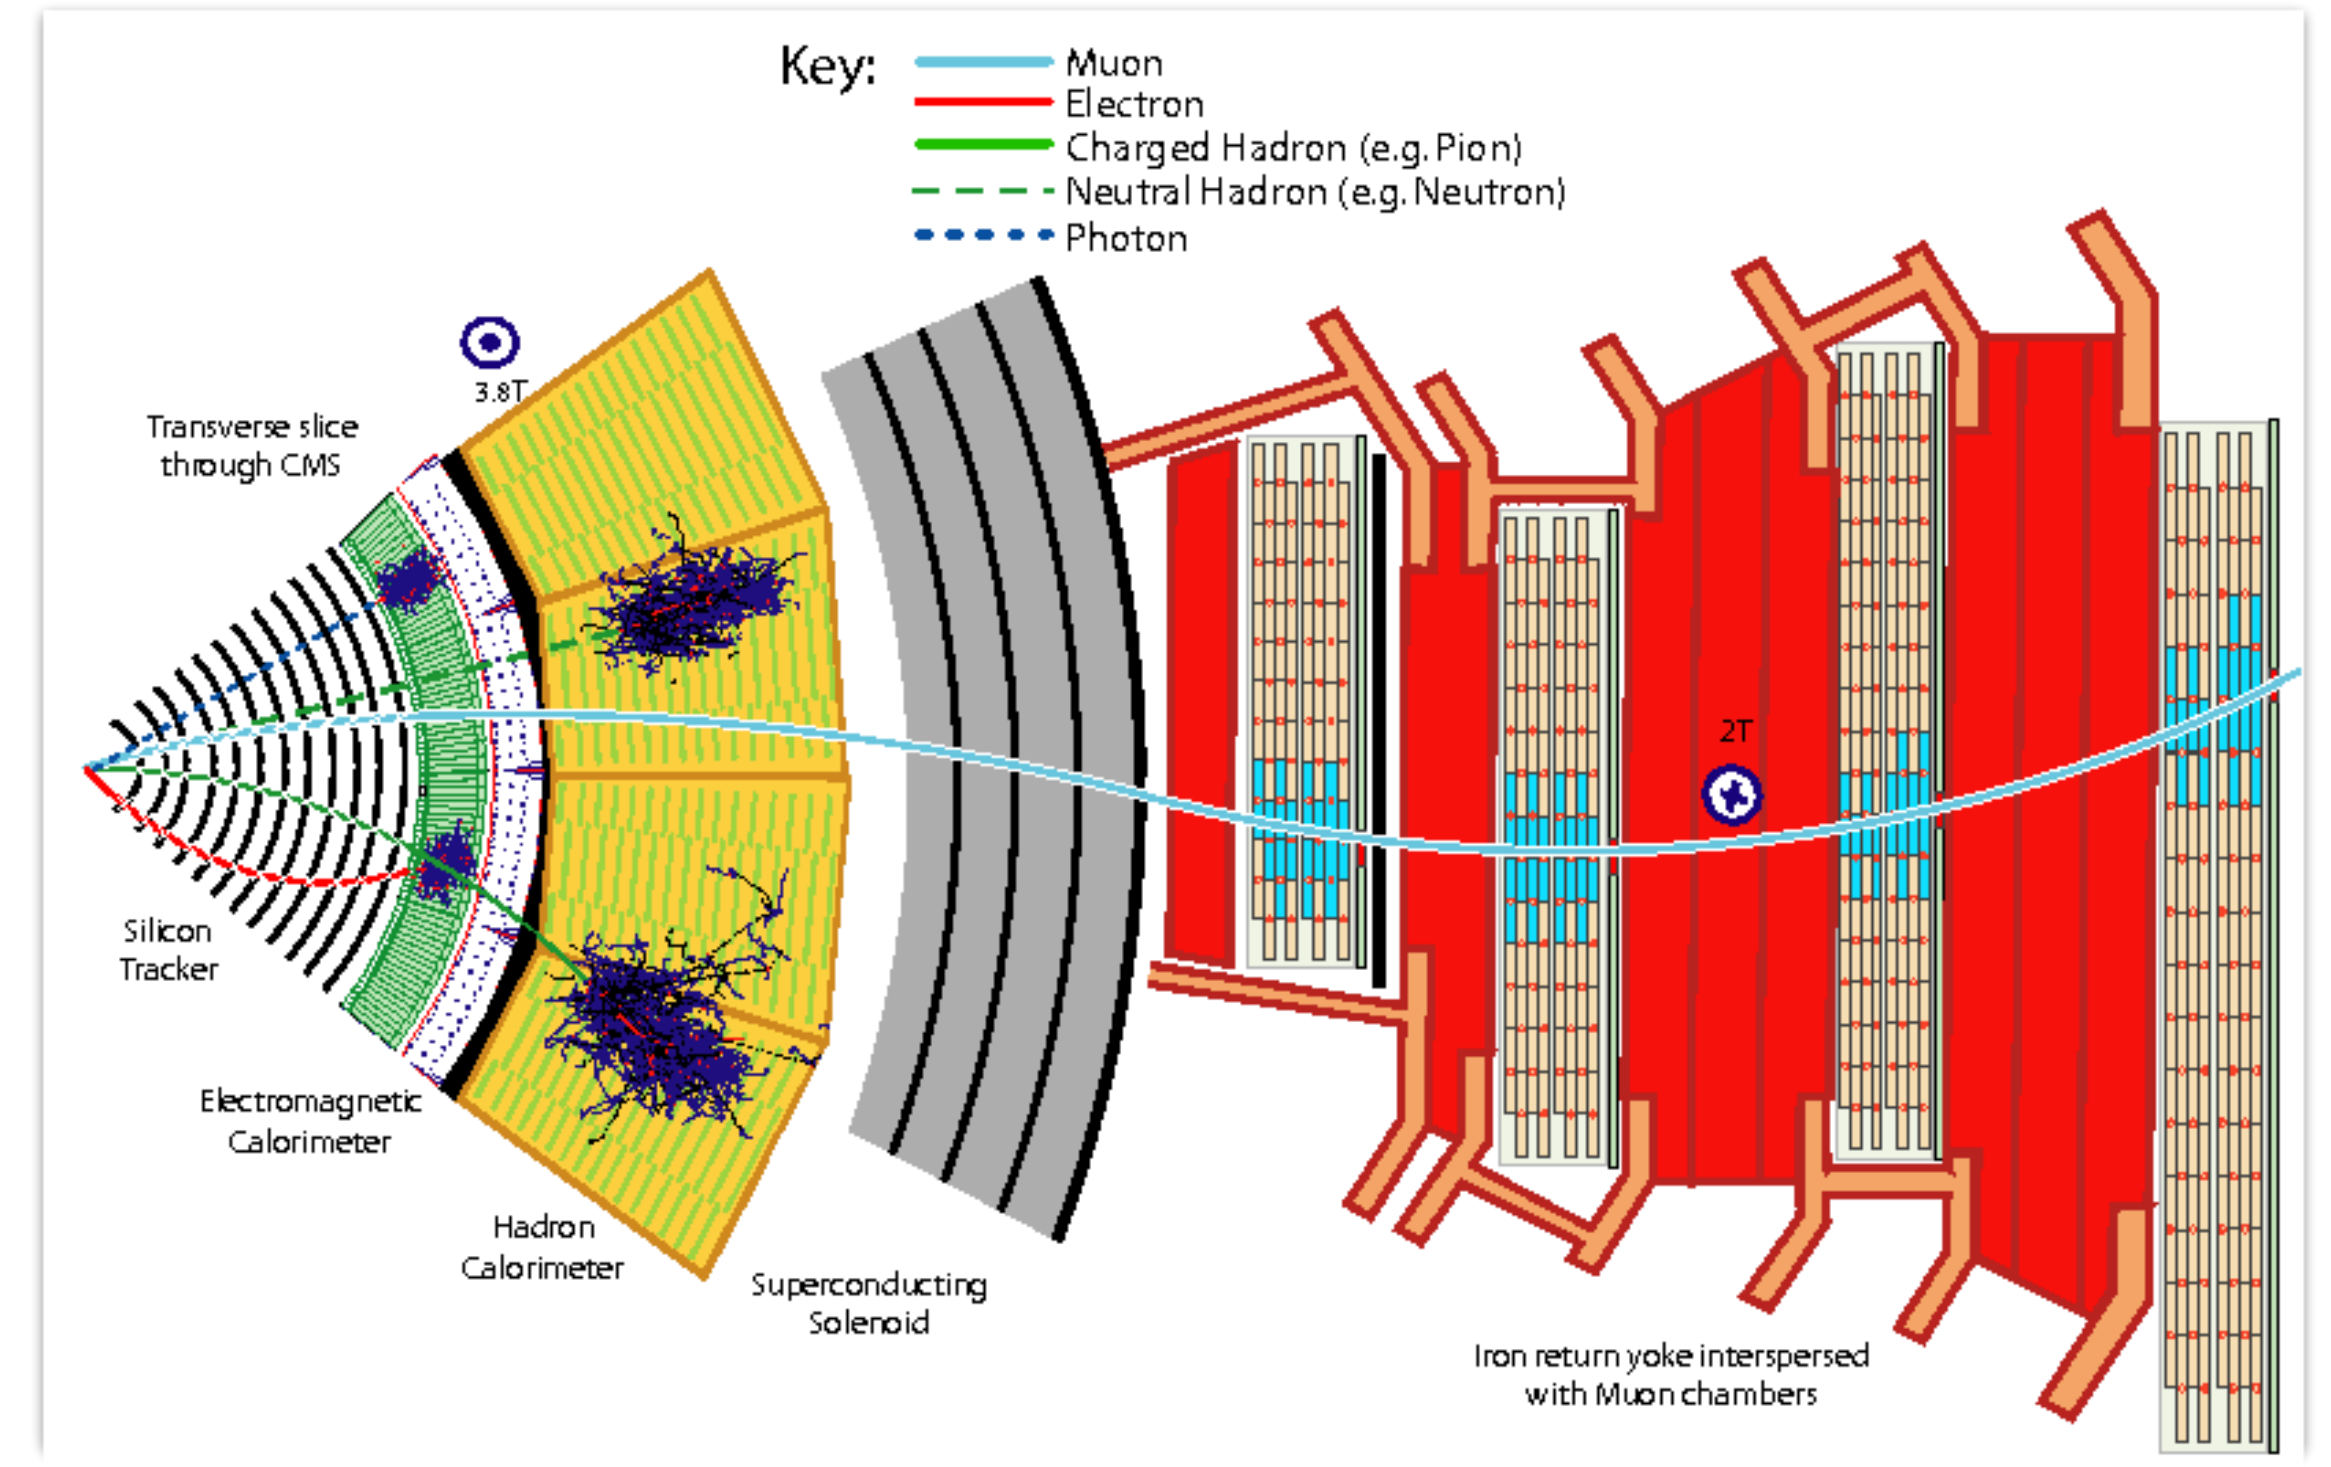 Key:
Muon
Electron
Charged Hadron (e.g. Pion)
Neutral Hadron (e.g. Neutron)
Photon
3.8T
Transverse slice
through CMS
2T
Silicon
Tracker
Electromagnetic
Calorimeter
Hadron
Calorimeter
Superconducting
Solenoid
Iron return yoke interspersed
with Muon chambers